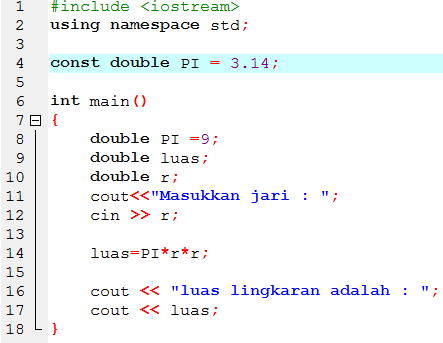 1 #include <iostream>
2 using namespace std;
3
4 const double PI = 3.14;
5
6 int main()
7 {
8 double PI =9;
9 double luas;
10 double r;
11 cout<<"Masukkan jari : ";
12 cin >> r;
13
14 luas=PI*r*r;
15
16 cout << "luas lingkaran adalah : ";
17 cout << luas;
18 }